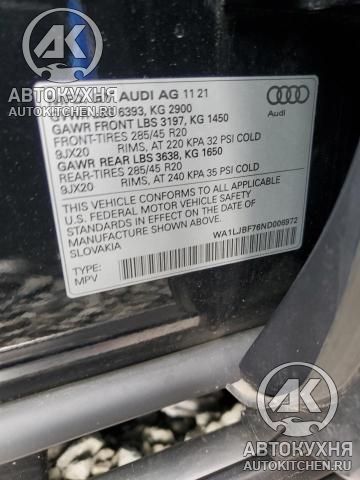 AUDI AG 11 21
6393, KG 2900
GAWR FRONT LBS 3197, KG 1450
FRONT-TIRES 285/45 R20
9JX20 RIMS, AT 220 KPA 32 PSI COLD
GAWR REAR LBS 3638, KG 1650
REAR-TIRES 285/45 R20
9JX20 RIMS, AT 240 KPA 35 PSI COLD
THIS VEHICLE CONFORMS TO ALL APPLICABLE
U.S. FEDERAL MOTOR VEHICLE SAFETY
STANDARDS IN EFFECT ON THE DATE OF
MANUFACTURE SHOWN ABOVE.
SLOVAKIA
WA1LJBF76ND006972
TYPE:
MPV
Audi
АК
АВТОКУХНЯ
AUTOKITCHEN.RU
АК
АВТОКУХНЯ
AUTOKITCHEN.RU